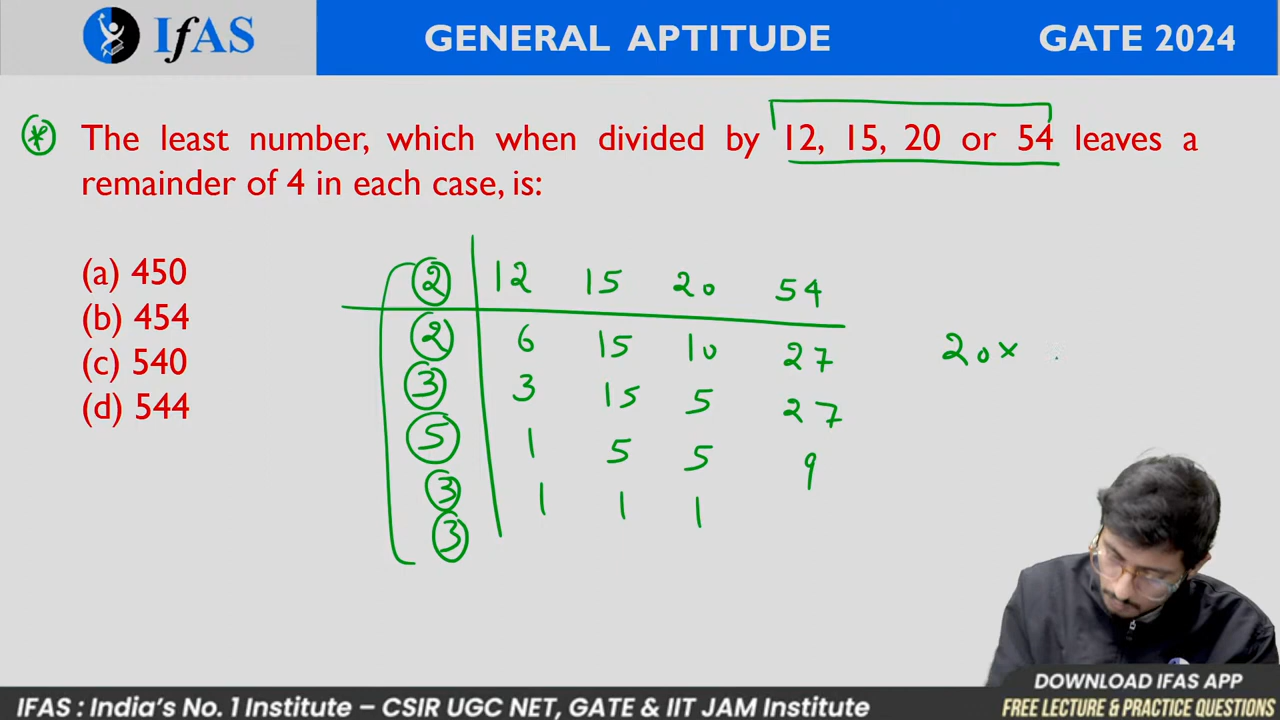 IfAS
GENERAL APTITUDE
GATE 2024
* The least number, which when divided by 12, 15, 20 or 54 leaves a
remainder of 4 in each case, is:
(a) 450
(b) 454
(c) 540
(d) 544
2 12 15 20 54
2 6 15 10 27
3 3 15 5 27
5 1 5 5 9
3 1 1 1
3
20×
DOWNLOAD IFAS APP
IFAS : India's No. 1 Institute – CSIR UGC NET, GATE & IIT JAM Institute
FREE LECTURE & PRACTICE QUESTIONS